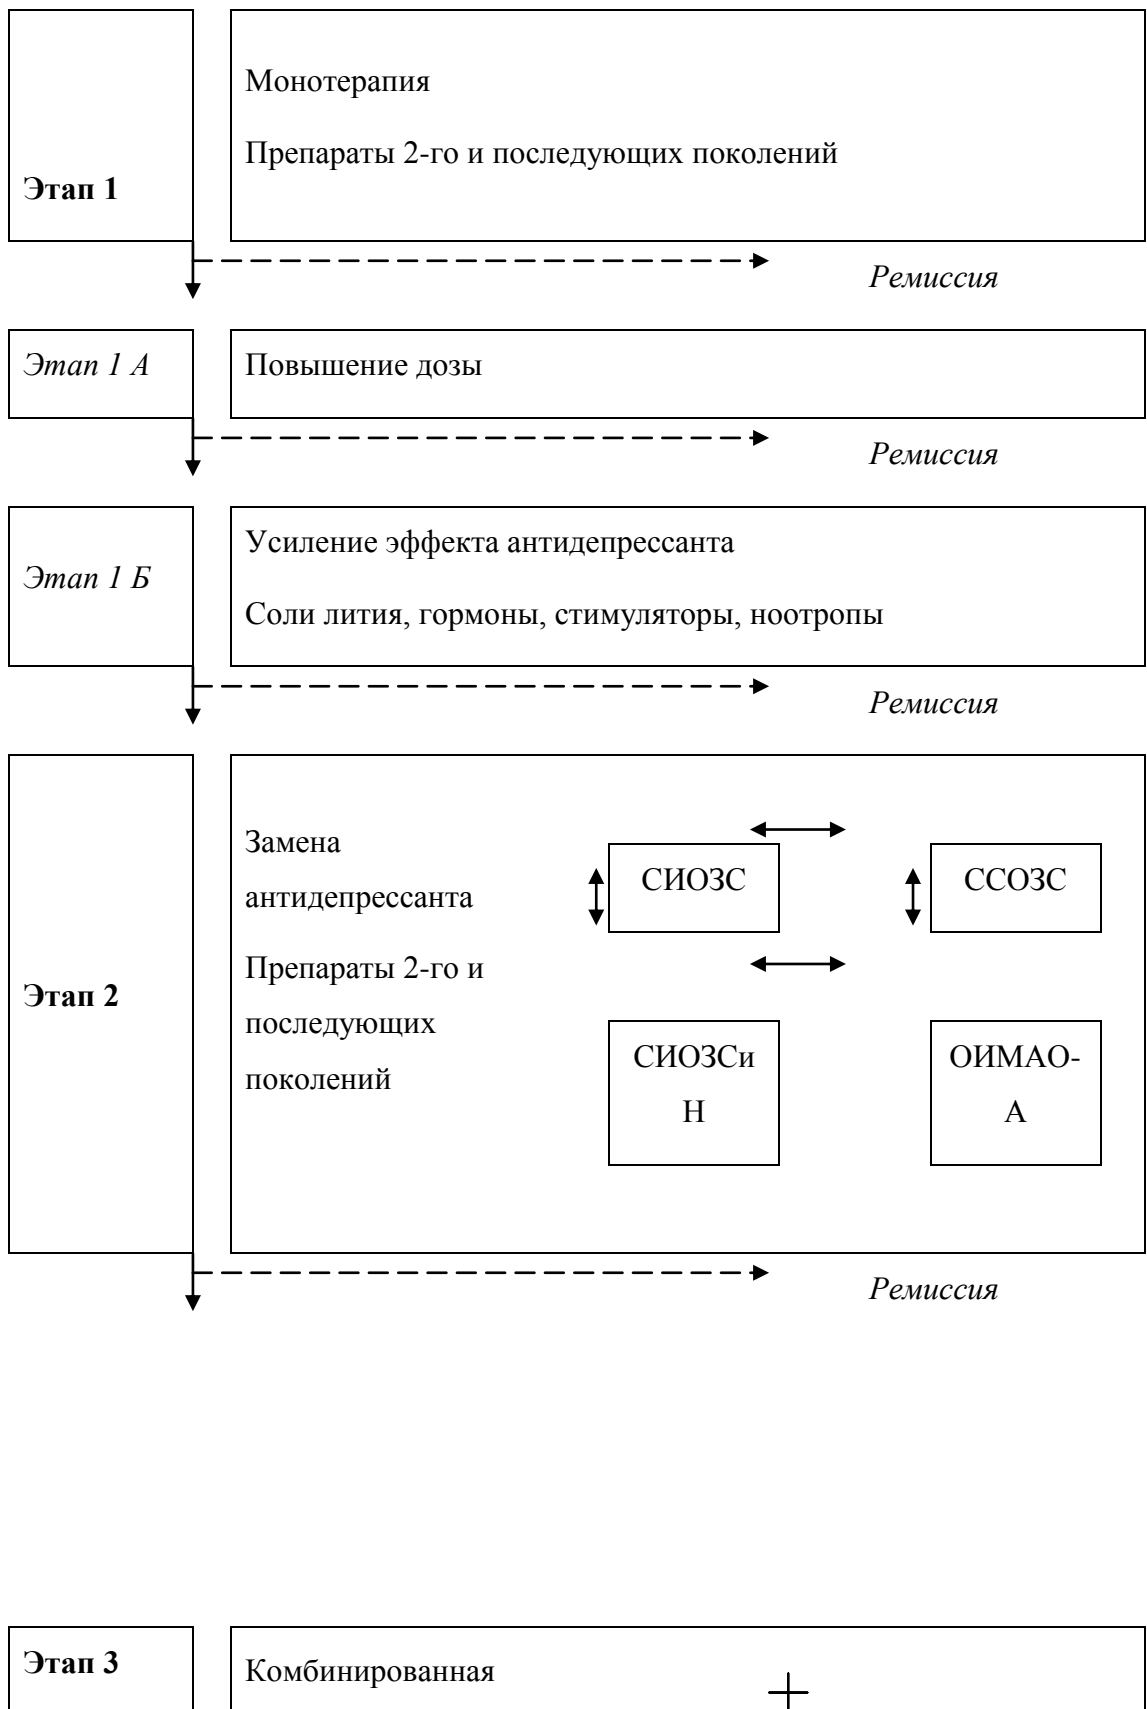 Этап 1
Монотерапия
Препараты 2-го и последующих поколений
Ремиссия
Этап 1 А
Повышение дозы
Ремиссия
Этап 1 Б
Усиление эффекта антидепрессанта
Соли лития, гормоны, стимуляторы, ноотропы
Ремиссия
Этап 2
Замена
антидепрессанта
Препараты 2-го и
последующих
поколений
СИОЗС
ССОЗС
СИОЗСи
Н
ОИМАО-
А
Ремиссия
Этап 3
Комбинированная